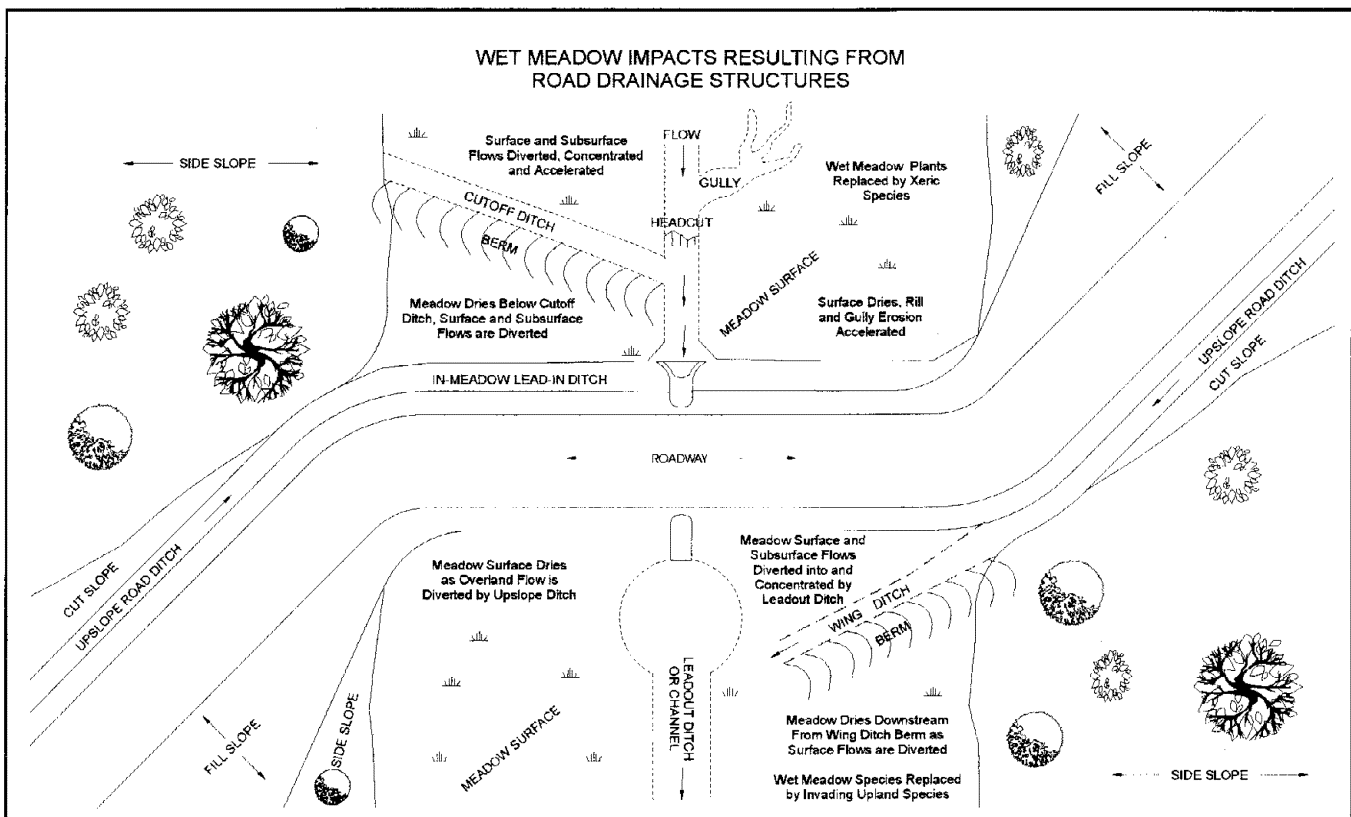 WET MEADOW IMPACTS RESULTING FROM
ROAD DRAINAGE STRUCTURES
SIDE SLOPE
Surface and Subsurface
Flows Diverted, Concentrated
and Accelerated
FLOW
GULLY
HEADCUT
Wet Meadow Plants
Replaced by Xeric
Species
FILL SLOPE
CUTOFF DITCH
BERM
MEADOW SURFACE
Meadow Dries Below Cutoff
Ditch, Surface and Subsurface
Flows are Diverted
Surface Dries, Rill
and Gully Erosion
Accelerated
UPSLOPE ROAD DITCH
CUT SLOPE
IN-MEADOW LEAD-IN DITCH
ROADWAY
CUT SLOPE
UPSLOPE ROAD DITCH
Meadow Surface Dries
as Overland Flow is
Diverted by Upslope Ditch
Meadow Surface and
Subsurface Flows
Diverted into and
Concentrated by
Leadout Ditch
WING DITCH
BERM
LEADOUT DITCH
OR CHANNEL
FILL SLOPE
SIDE SLOPE
MEADOW SURFACE
Meadow Dries Downstream
From Wing Ditch Berm as
Surface Flows are Diverted
Wet Meadow Species Replaced
by Invading Upland Species
SIDE SLOPE